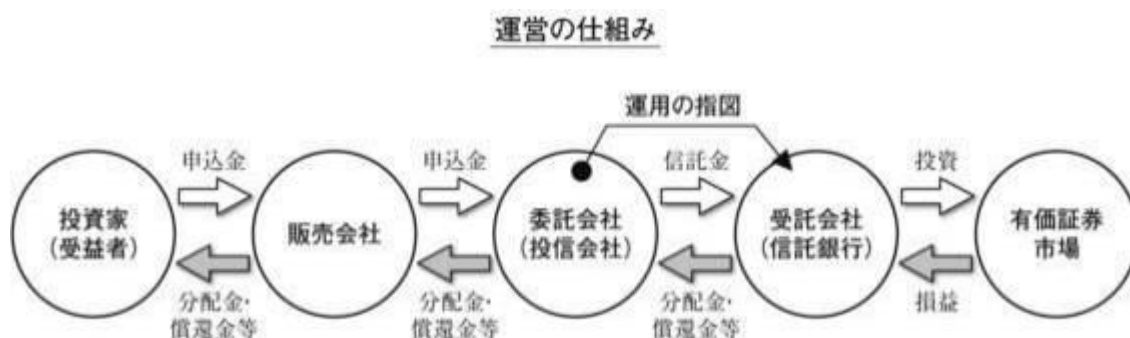 運営の仕組み
運用の指図
申込金
申込金
信託金
投資
投資家
(受益者)
販売会社
委託会社
(投信会社)
受託会社
(信託銀行)
有価証券
市場
分配金・
償還金等
分配金・
償還金等
分配金・
償還金等
損益